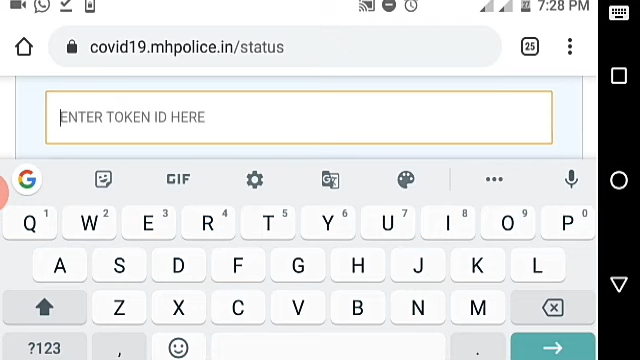 7:28 PM
covid19.mhpolice.in/status
25
ENTER TOKEN ID HERE
G GIF
Q1 W2 E3 R4 T5 Y6 U7 I8 O9 P0
A S D F G H J K L
Z X C V B N M
?123 , .